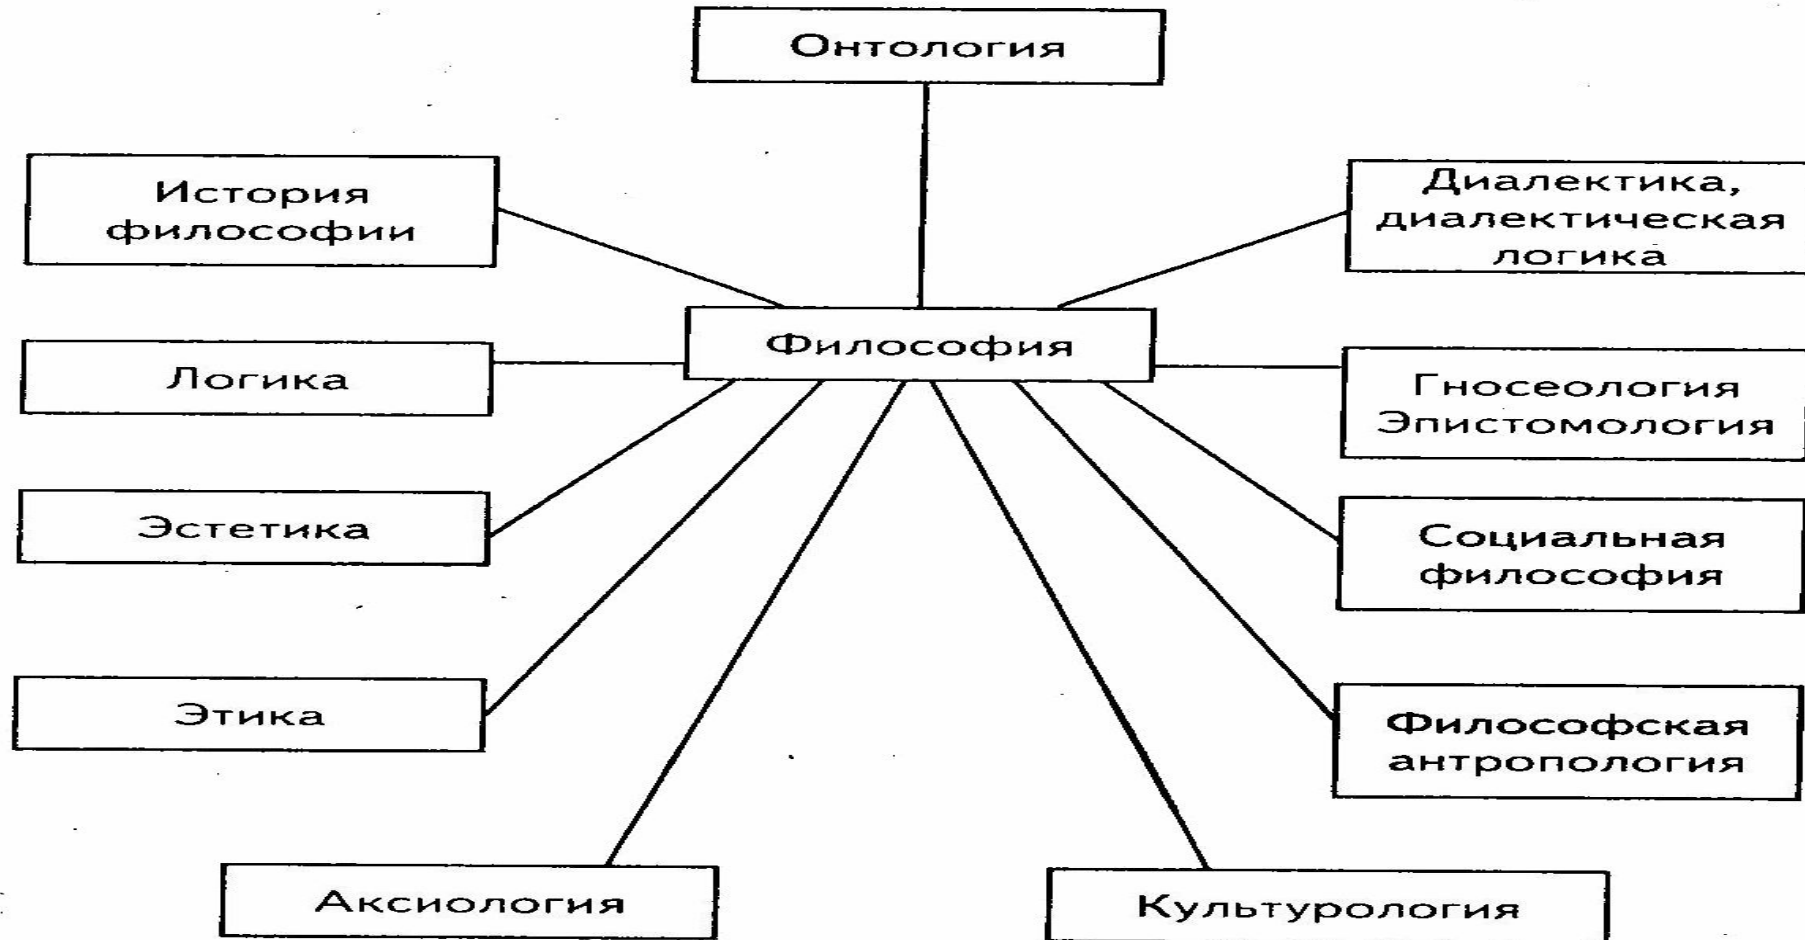 Онтология
История
философии
Диалектика,
диалектическая
логика
Философия
Логика
Гносеология
Эпистомология
Эстетика
Социальная
философия
Этика
Философская
антропология
Аксиология
Культурология